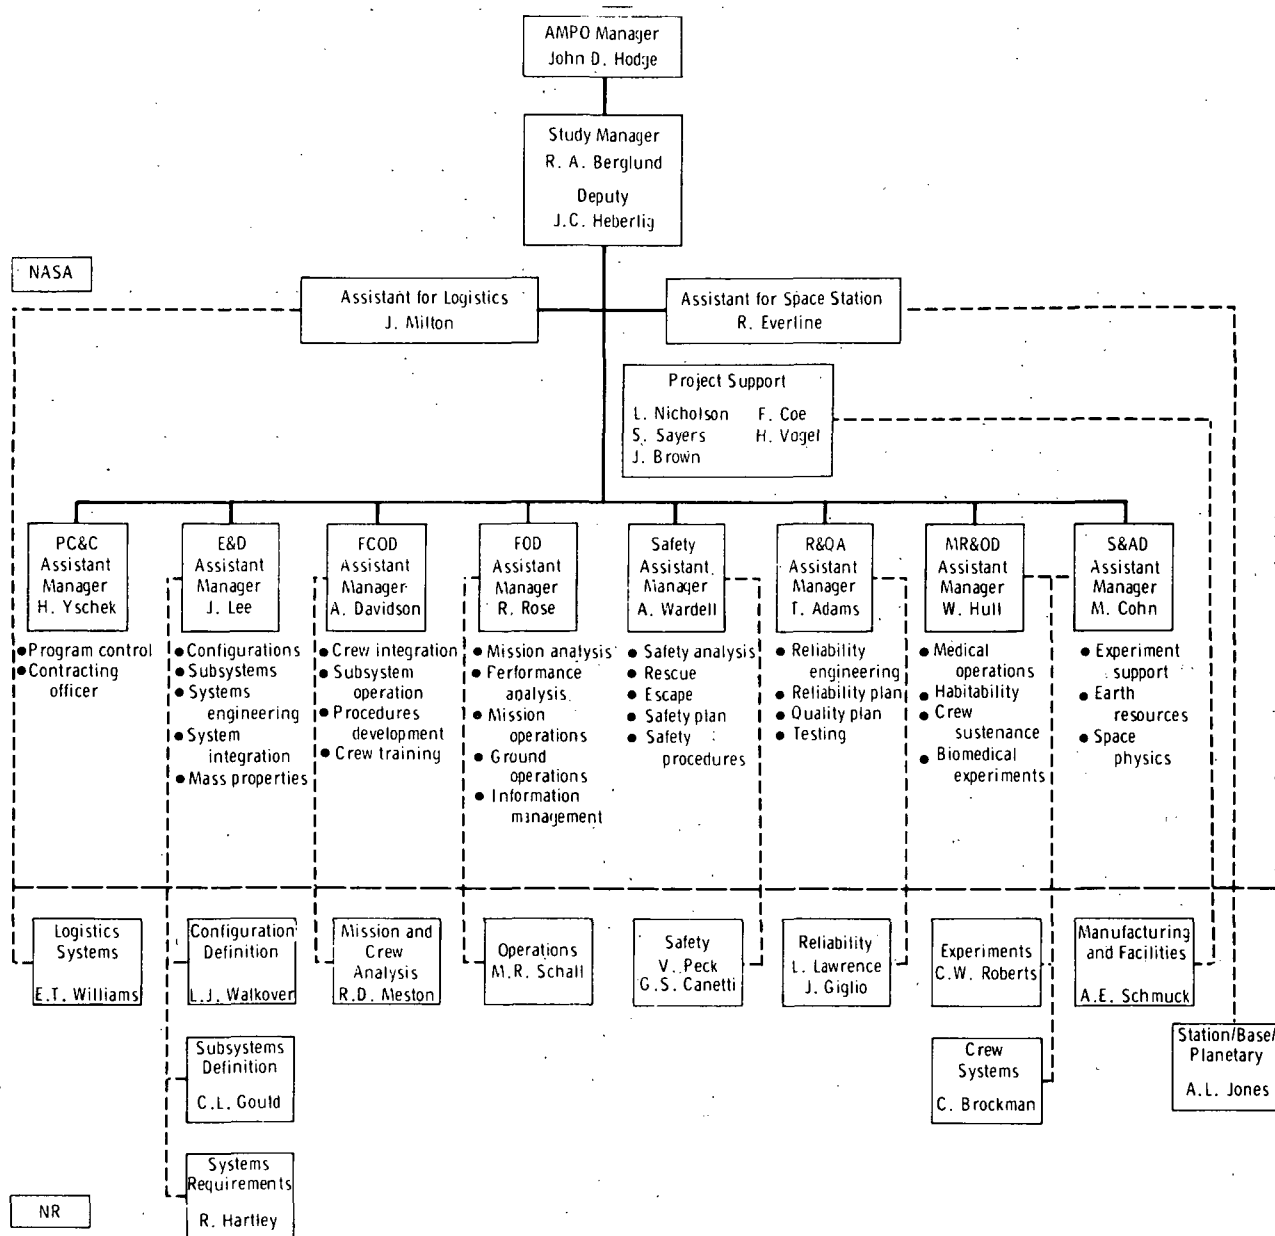 AMPO Manager
John D. Hodge
Study Manager
R. A. Berglund
Deputy
J.C. Heberlig
NASA
Assistant for Logistics
J. Milton
Assistant for Space Station
R. Everline
Project Support
L. Nicholson F. Coe
S. Sayers H. Vogel
J. Brown
PC&C
Assistant
Manager
H. Yschek
● Program control
● Contracting
officer
E&D
Assistant
Manager
J. Lee
● Configurations
● Subsystems
● Systems
engineering
● System
integration
● Mass properties
FCOD
Assistant
Manager
A. Davidson
● Crew integration
● Subsystem
operation
● Procedures
development
● Crew training
FOD
Assistant
Manager
R. Rose
● Mission analysis
● Performance
analysis
● Mission
operations
● Ground
operations
● Information
management
Safety
Assistant
Manager
A. Wardell
● Safety analysis
● Rescue
● Escape
● Safety plan
● Safety
procedures
R&QA
Assistant
Manager
T. Adams
● Reliability
engineering
● Reliability plan
● Quality plan
● Testing
MR&OD
Assistant
Manager
W. Hull
● Medical
operations
● Habitability
● Crew
sustenance
● Biomedical
experiments
S&AD
Assistant
Manager
M. Cohn
● Experiment
support
● Earth
resources
● Space
physics
Logistics
Systems
E.T. Williams
Configuration
Definition
L.J. Walkover
Mission and
Crew
Analysis
R.D. Meston
Operations
M.R. Schall
Safety
V. Peck
G.S. Canetti
Reliability
L. Lawrence
J. Giglio
Experiments
C.W. Roberts
Manufacturing
and Facilities
A.E. Schmuck
Subsystems
Definition
C.L. Gould
Crew
Systems
C. Brockman
Station/Base/
Planetary
A.L. Jones
Systems
Requirements
R. Hartley
NR